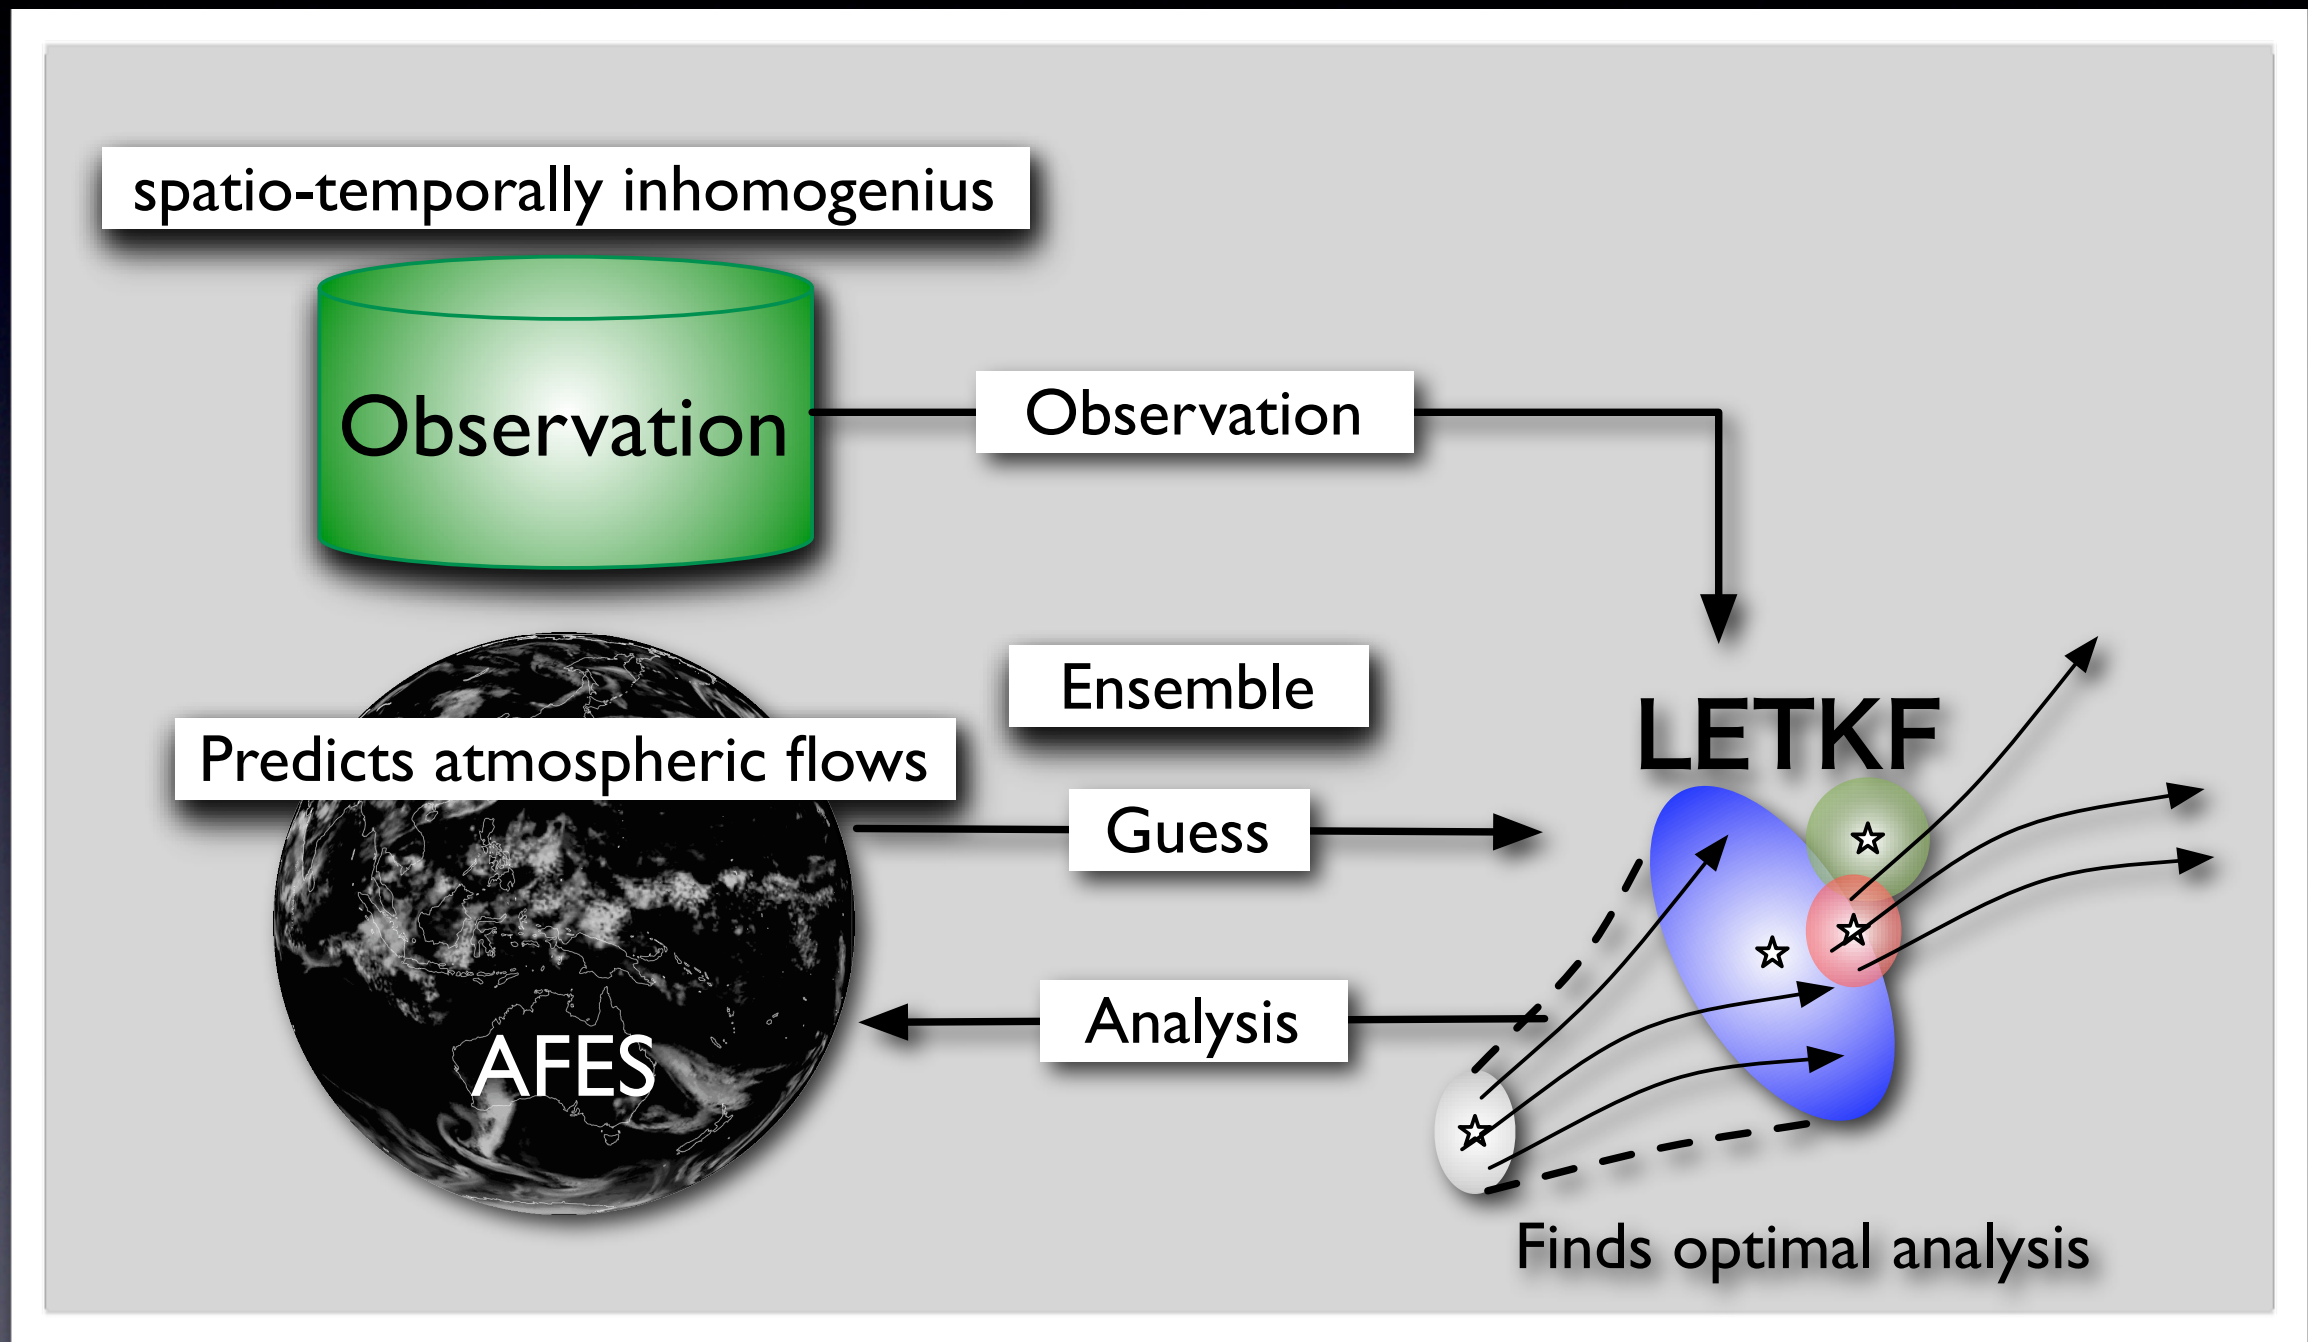 spatio-temporally inhomogenius
Observation
Observation
Ensemble
LETKF
Predicts atmospheric flows
Guess
Analysis
AFES
Finds optimal analysis